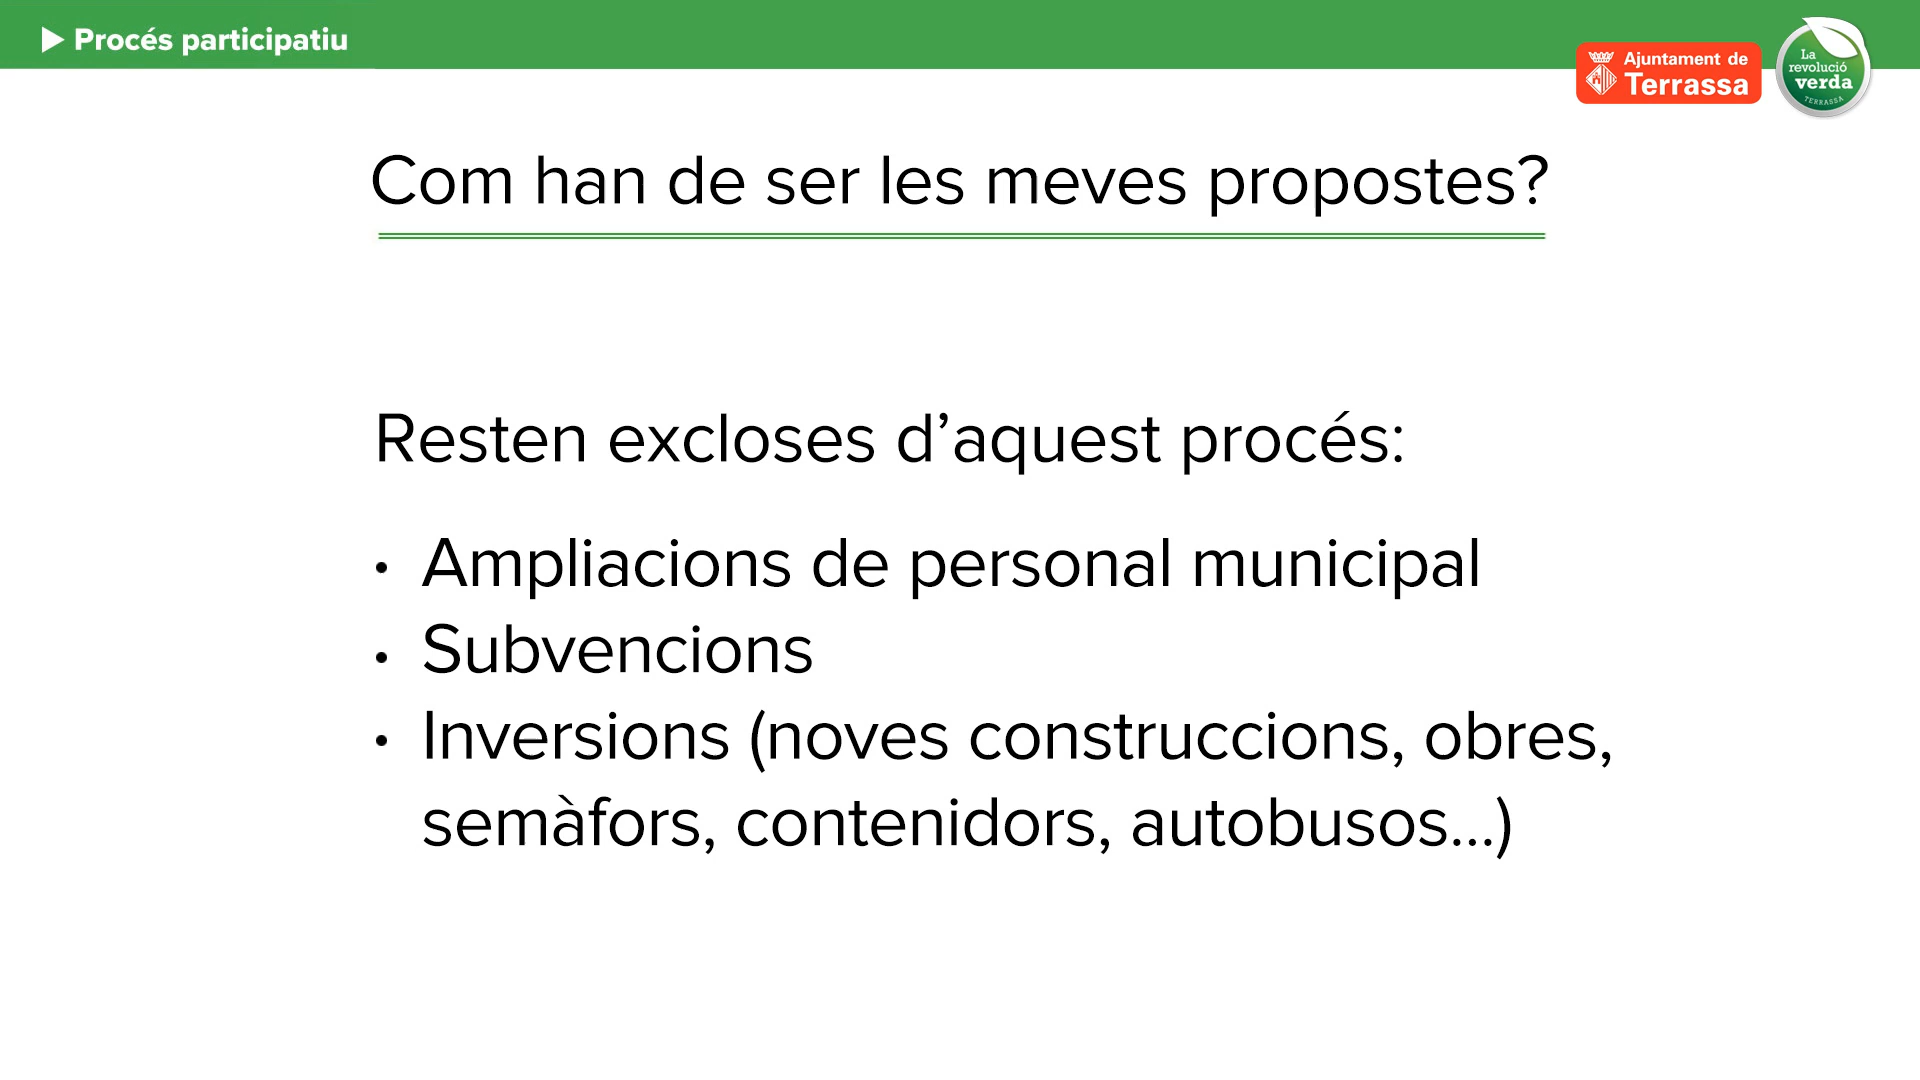 ▶ Procés participatiu
Ajuntament de
Terrassa
La
revolució
verda
TERRASSA
Com han de ser les meves propostes?
Resten excloses d’aquest procés:
• Ampliacions de personal municipal
• Subvencions
• Inversions (noves construccions, obres,
semàfors, contenidors, autobusos...)